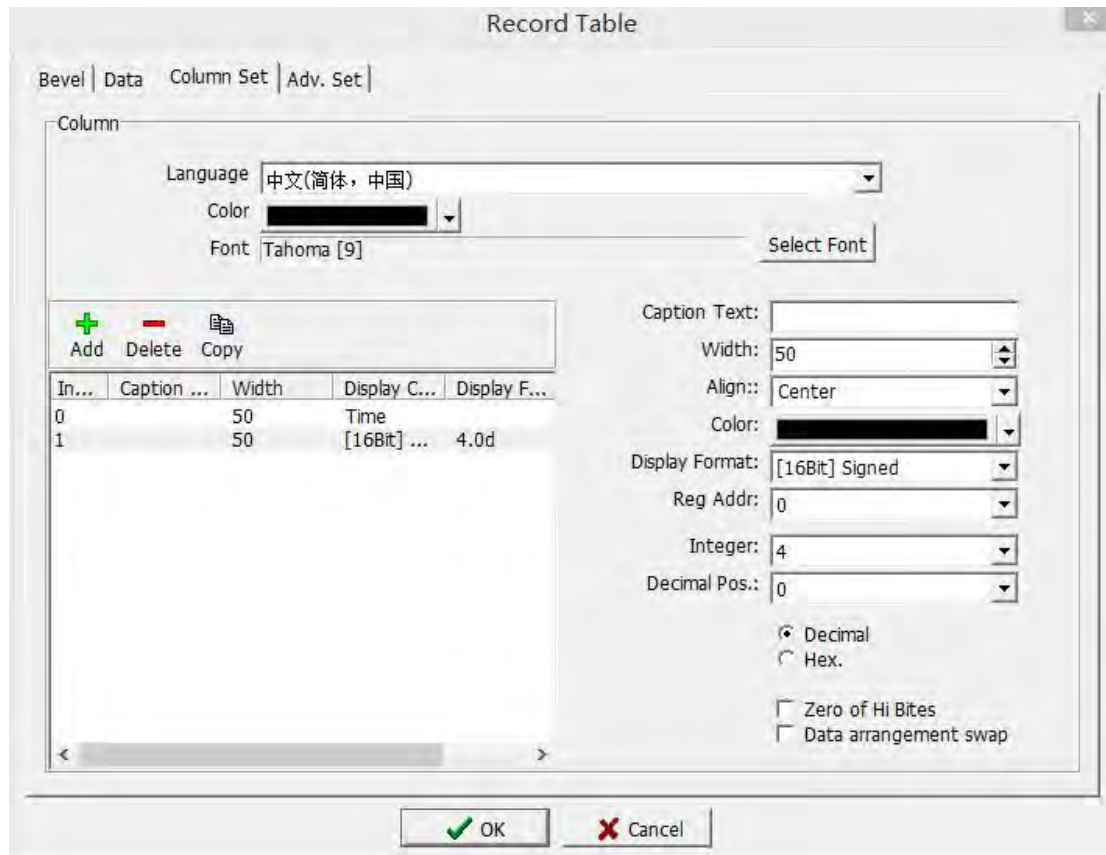 Record Table
Bevel Data Column Set Adv. Set
Column
Language 中文(简体，中国)
Color
Font Tahoma [9] Select Font
Add Delete Copy
In... Caption ... Width Display C... Display F...
0 50 Time
1 50 [16Bit] ... 4.0d
Caption Text:
Width: 50
Align:: Center
Color:
Display Format: [16Bit] Signed
Reg Addr: 0
Integer: 4
Decimal Pos.: 0
Decimal
Hex.
Zero of Hi Bites
Data arrangement swap
OK Cancel